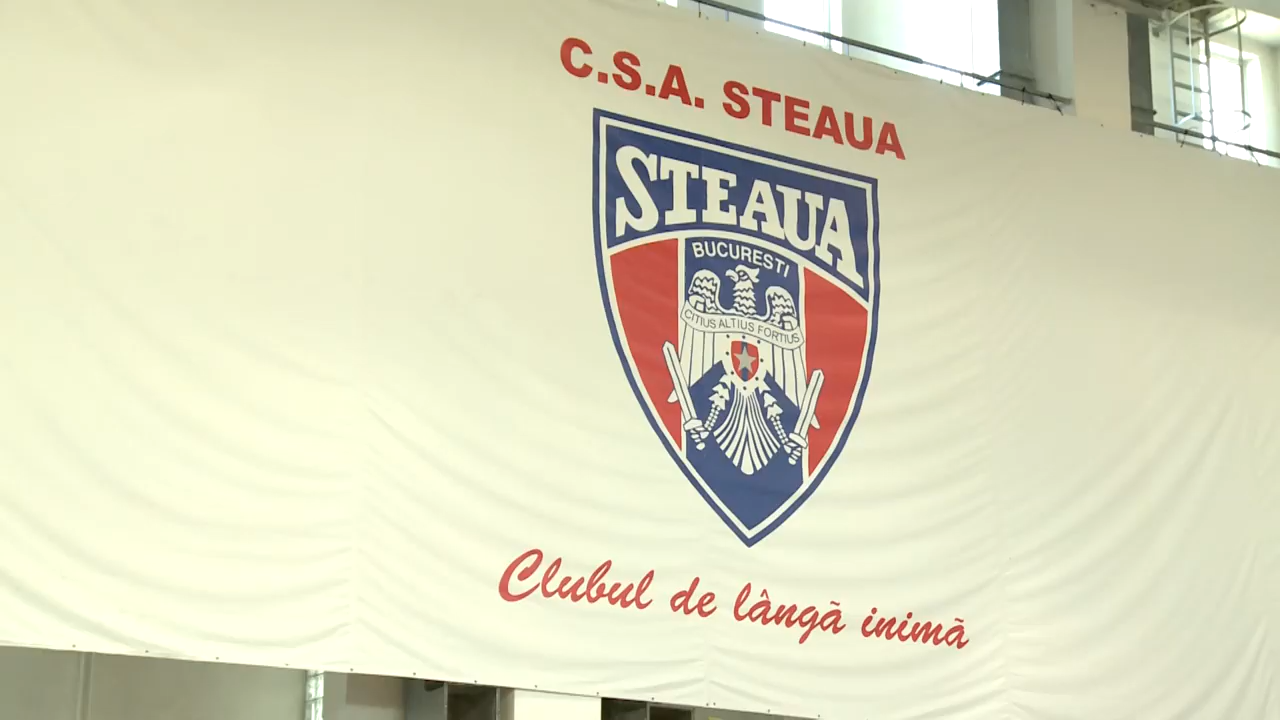 C.S.A. STEAUA
STEAUA
BUCURESTI
CITIUS ALTIUS FORTIUS
Clubul de lângă inimă